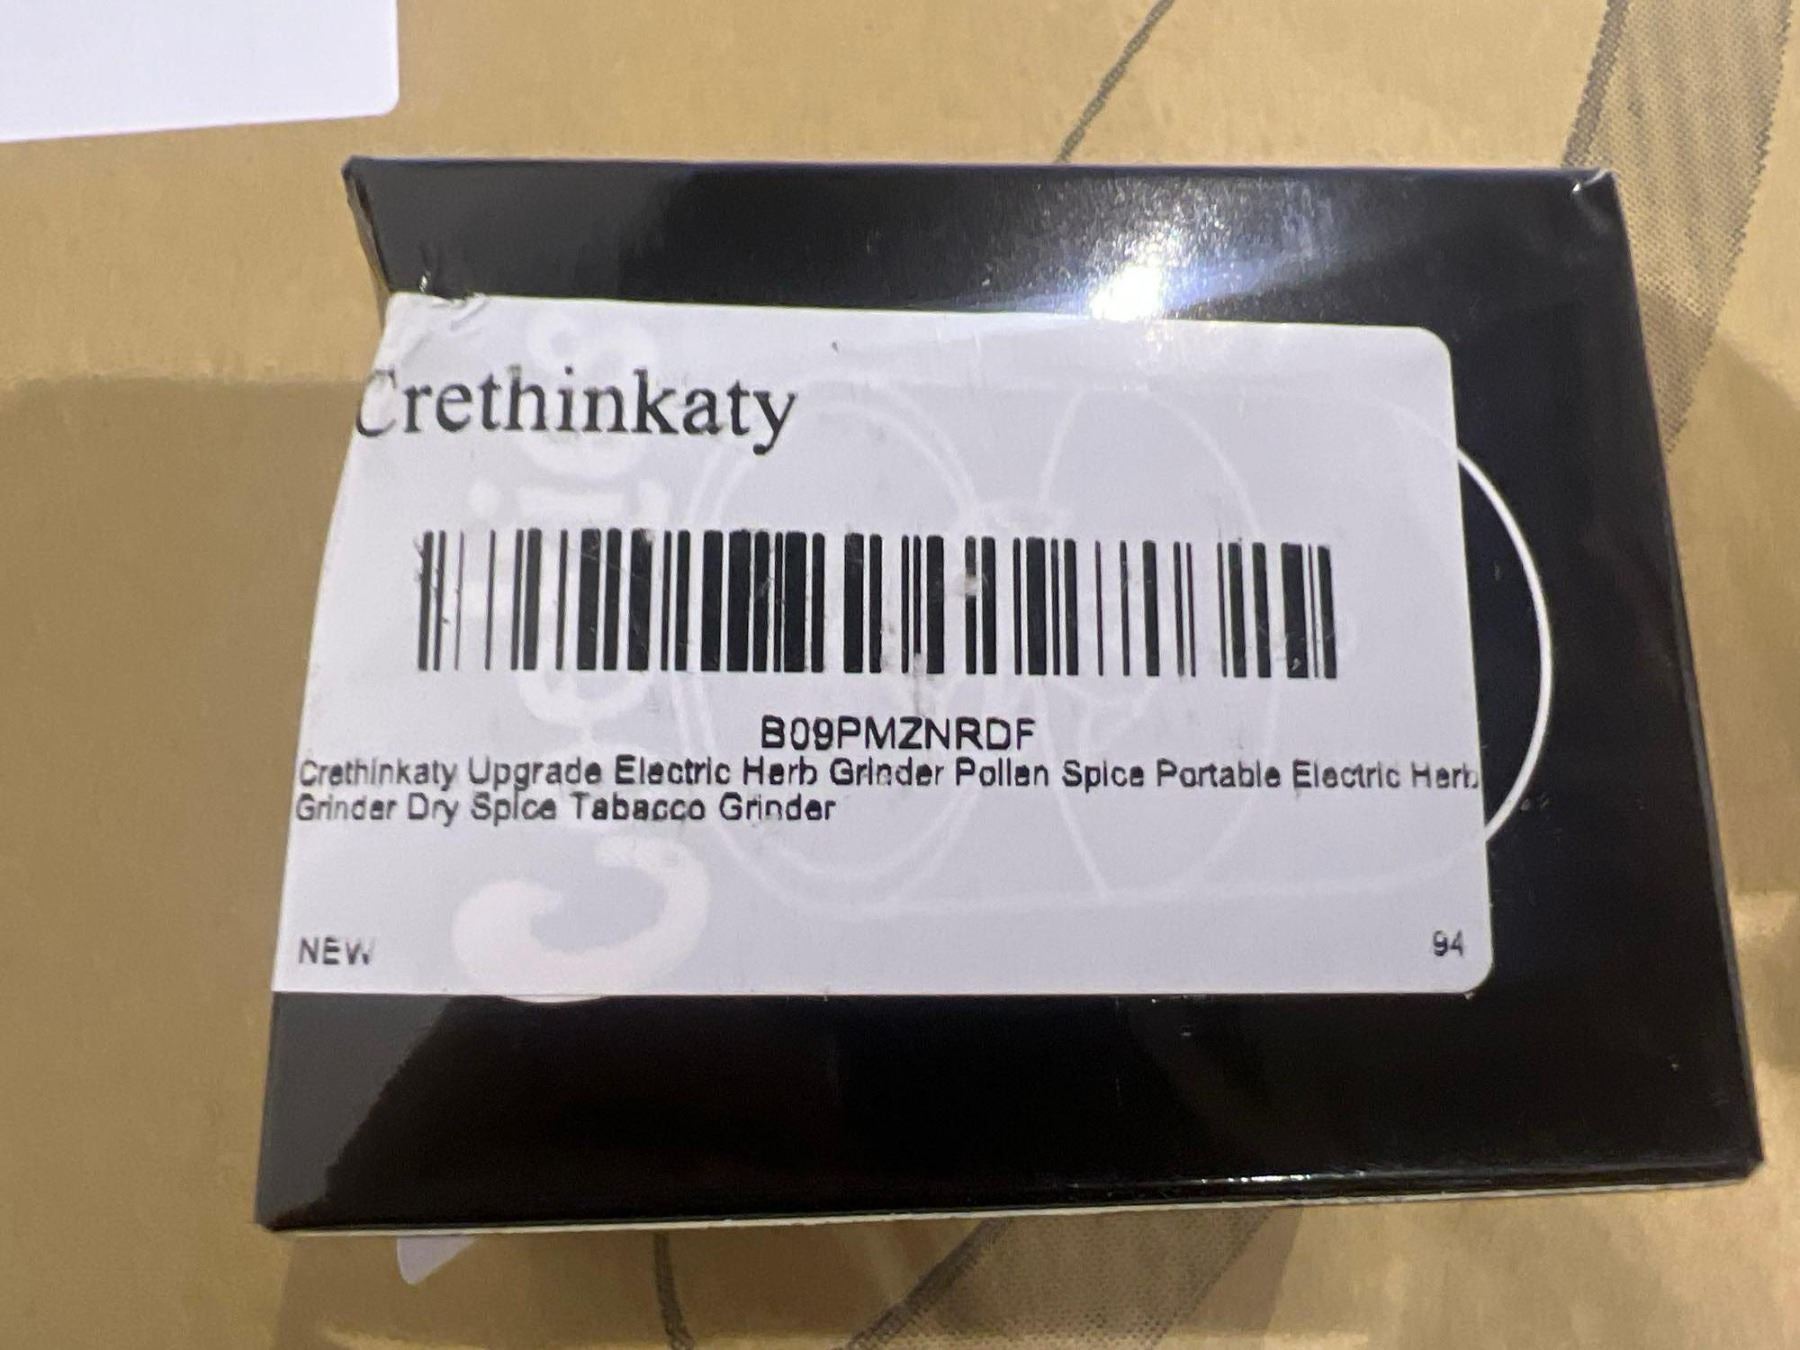 Crethinkaty
B09PMZNRDF
Crethinkaty Upgrade Electric Herb Grinder Pollen Spice Portable Electric Herb
Grinder Dry Spice Tabacco Grinder
NEW
94